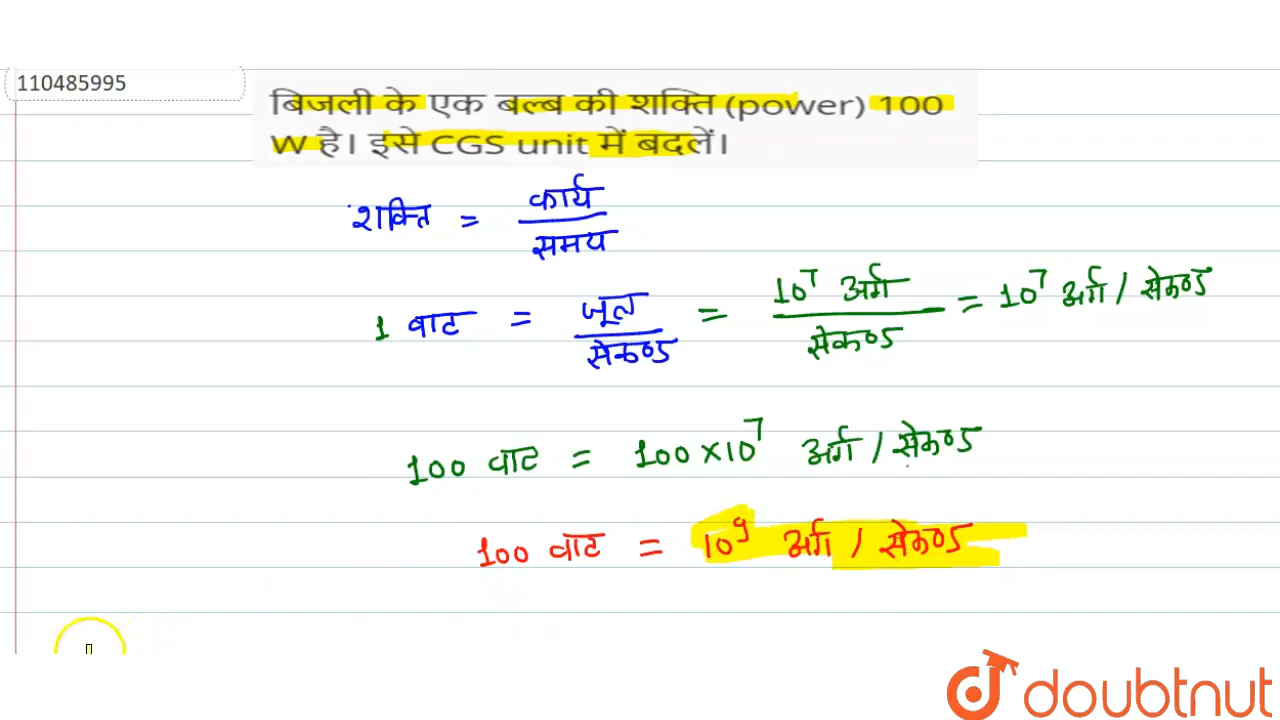 110485995
बिजली के एक बल्ब की शक्ति (power) 100
W है। इसे CGS unit में बदलें।
शक्ति = कार्य / समय
1 वाट = जूल / सेकण्ड = 10⁷ अर्ग / सेकण्ड = 10⁷ अर्ग / सेकण्ड
100 वाट = 100 × 10⁷ अर्ग / सेकण्ड
100 वाट = 10⁹ अर्ग / सेकण्ड
doubtnut